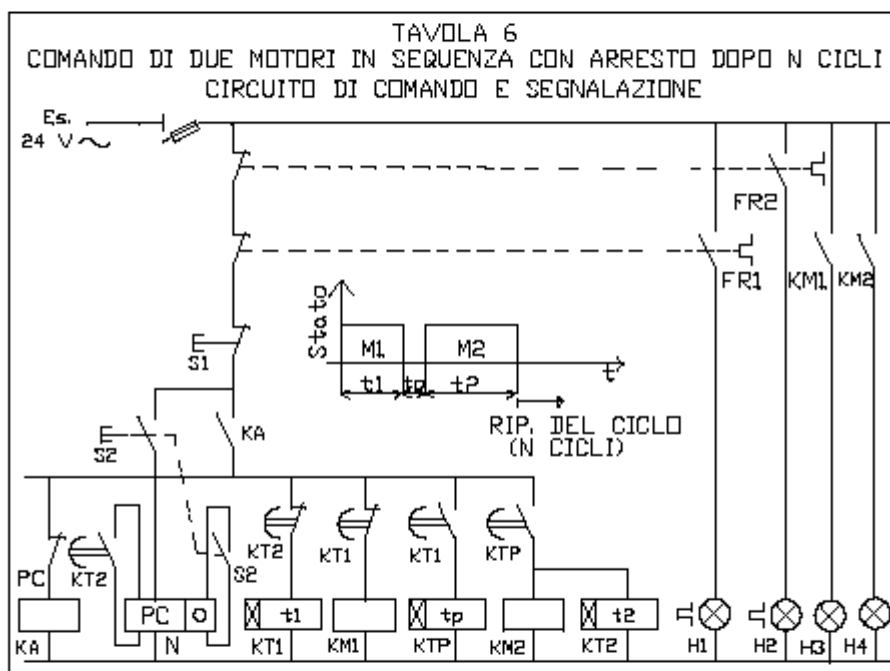 TAVOLA 6
COMANDO DI DUE MOTORI IN SEQUENZA CON ARRESTO DOPO N CICLI
CIRCUITO DI COMANDO E SEGNALAZIONE
Es.
24 V
FR2
FR1
KM1
KM2
Stato
M1
M2
t
t1
tp
t2
S1
RIP. DEL CICLO
(N CICLI)
S2
KA
PC
KT2
S2
KT2
KT1
KT1
KTP
PC
O
t1
tp
t2
KA
N
KT1
KM1
KTP
KM2
KT2
H1
H2
H3
H4